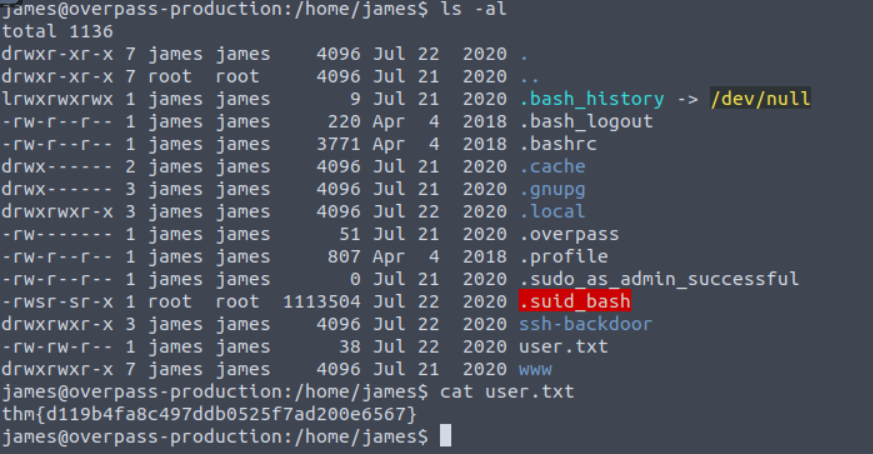 james@overpass-production:/home/james$ ls -al
total 1136
drwxr-xr-x 7 james james    4096 Jul 22  2020 .
drwxr-xr-x 7 root  root     4096 Jul 21  2020 ..
lrwxrwxrwx 1 james james       9 Jul 21  2020 .bash_history -> /dev/null
-rw-r--r-- 1 james james     220 Apr  4  2018 .bash_logout
-rw-r--r-- 1 james james    3771 Apr  4  2018 .bashrc
drwx------ 2 james james    4096 Jul 21  2020 .cache
drwx------ 3 james james    4096 Jul 21  2020 .gnupg
drwxrwxr-x 3 james james    4096 Jul 22  2020 .local
-rw------- 1 james james      51 Jul 21  2020 .overpass
-rw-r--r-- 1 james james     807 Apr  4  2018 .profile
-rw-r--r-- 1 james james       0 Jul 21  2020 .sudo_as_admin_successful
-rwsr-sr-x 1 root  root  1113504 Jul 22  2020 .suid_bash
drwxrwxr-x 3 james james    4096 Jul 22  2020 ssh-backdoor
-rw-rw-r-- 1 james james      38 Jul 22  2020 user.txt
drwxrwxr-x 7 james james    4096 Jul 21  2020 www
james@overpass-production:/home/james$ cat user.txt
thm{d119b4fa8c497ddb0525f7ad200e6567}
james@overpass-production:/home/james$